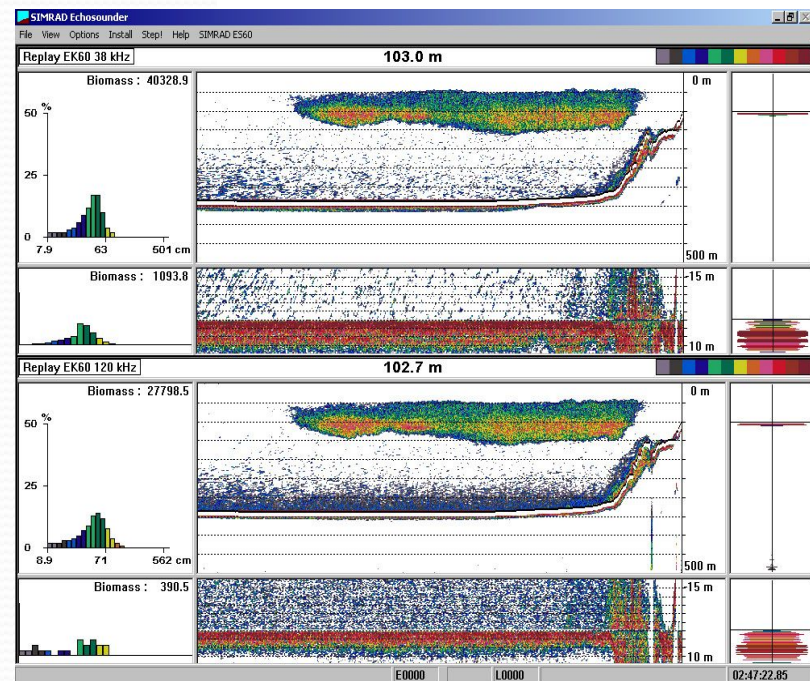 SIMRAD Echosounder
File View Options Install Step! Help SIMRAD ES60
Replay EK60 38 kHz
103.0 m
Biomass : 40328.9
0 m
%
50
25
0
7.9 63 501 cm
500 m
Biomass : 1093.8
-15 m
10 m
Replay EK60 120 kHz
102.7 m
Biomass : 27798.5
0 m
%
50
25
0
8.9 71 562 cm
500 m
Biomass : 390.5
-15 m
10 m
E0000 L0000 02:47:22.85